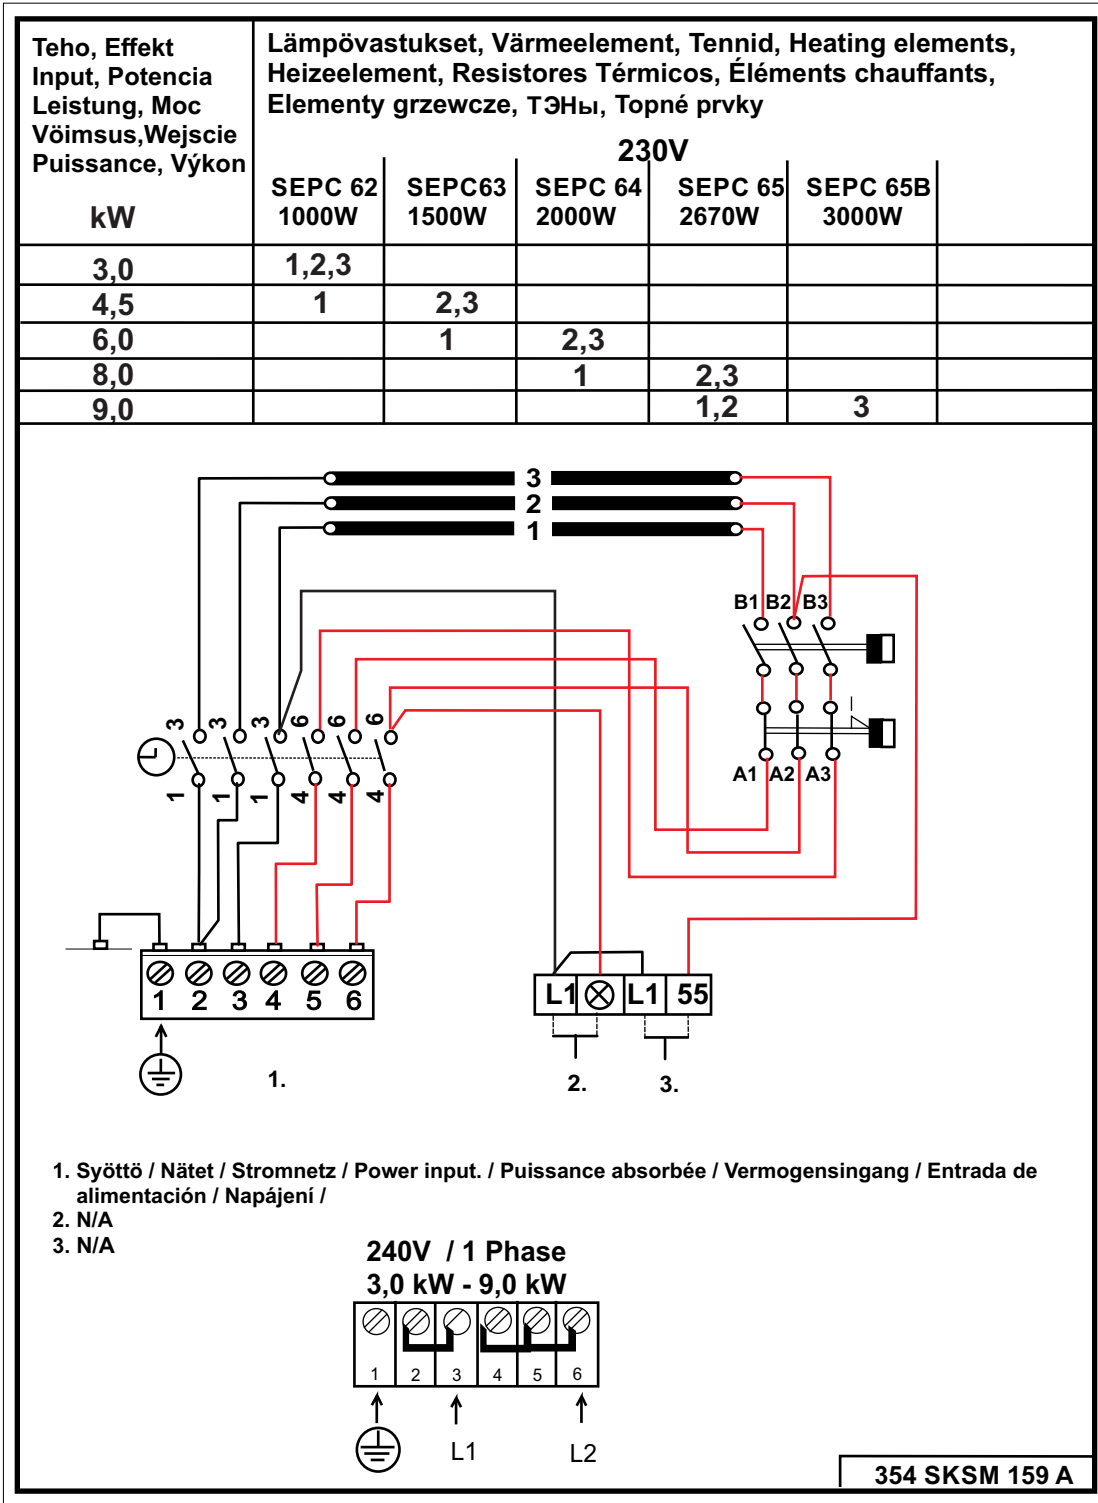 Teho, Effekt
Input, Potencia
Leistung, Moc
Vöimsus,Wejscie
Puissance, Výkon
kW
Lämpövastukset, Värmeelement, Tennid, Heating elements,
Heizeelement, Resistores Térmicos, Éléments chauffants,
Elementy grzewcze, ТЭНы, Topné prvky
230V
SEPC 62 SEPC63 SEPC 64 SEPC 65 SEPC 65B
1000W 1500W 2000W 2670W 3000W
3,0 1,2,3
4,5 1 2,3
6,0 1 2,3
8,0 1 2,3
9,0 1,2 3
3
2
1
B1 B2 B3
3 3 3 6 6 6
1 1 1 4 4 4
A1 A2 A3
1 2 3 4 5 6
L1 L1 55
1.
2. 3.
1. Syöttö / Nätet / Stromnetz / Power input. / Puissance absorbée / Vermogensingang / Entrada de
alimentación / Napájení /
2. N/A
3. N/A
240V / 1 Phase
3,0 kW - 9,0 kW
1 2 3 4 5 6
L1 L2
354 SKSM 159 A